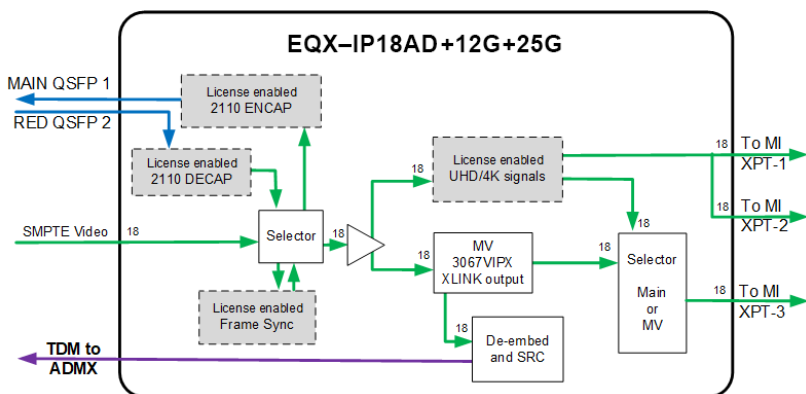 EQX–IP18AD+12G+25G
MAIN QSFP 1
RED QSFP 2
License enabled
2110 ENCAP
License enabled
2110 DECAP
SMPTE Video
18
Selector
18
License enabled
Frame Sync
18
License enabled
UHD/4K signals
18
To MI
XPT-1
18
To MI
XPT-2
18
MV
3067VIPX
XLINK output
18
18
Selector
Main
or
MV
18
To MI
XPT-3
18
De-embed
and SRC
TDM to
ADMX